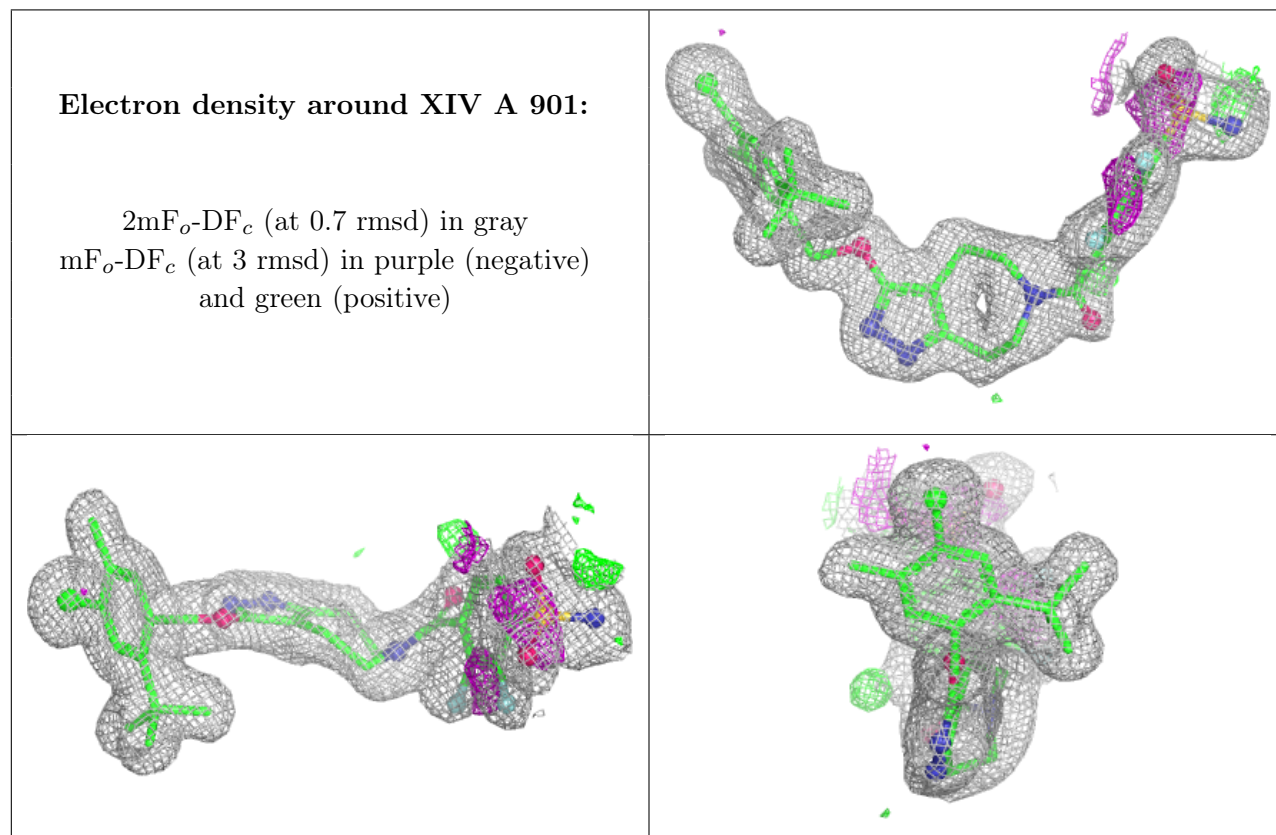 Electron density around XIV A 901:
2mFo-DFc (at 0.7 rmsd) in gray
mFo-DFc (at 3 rmsd) in purple (negative)
and green (positive)